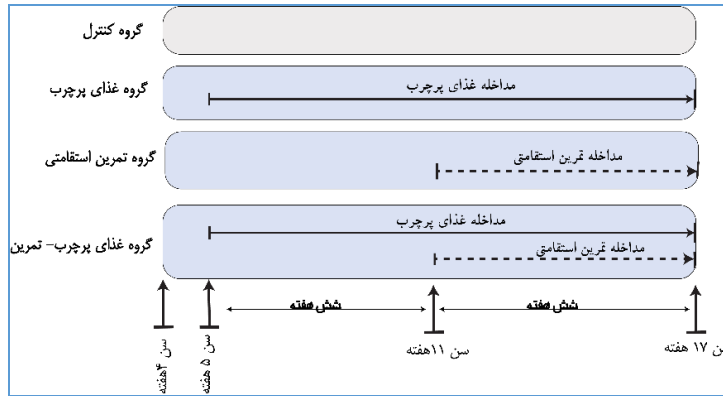 گروه کنترل
گروه غذای پرچرب
مداخله غذای پرچرب
گروه تمرین استقامتی
مداخله تمرین استقامتی
گروه غذای پرچرب- تمرین
مداخله غذای پرچرب
مداخله تمرین استقامتی
شش هفته
شش هفته
سن ۴هفته
سن ۵ هفته
سن ۱۱هفته
سن ۱۷ هفته